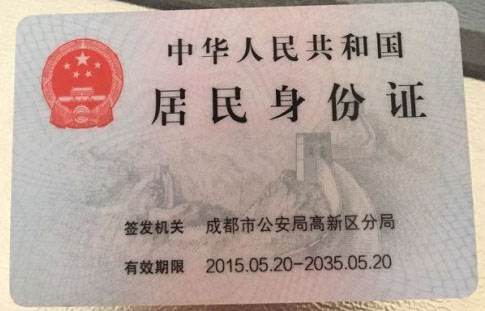 中华人民共和国
居民身份证
签发机关 成都市公安局高新区分局
有效期限 2015.05.20-2035.05.20